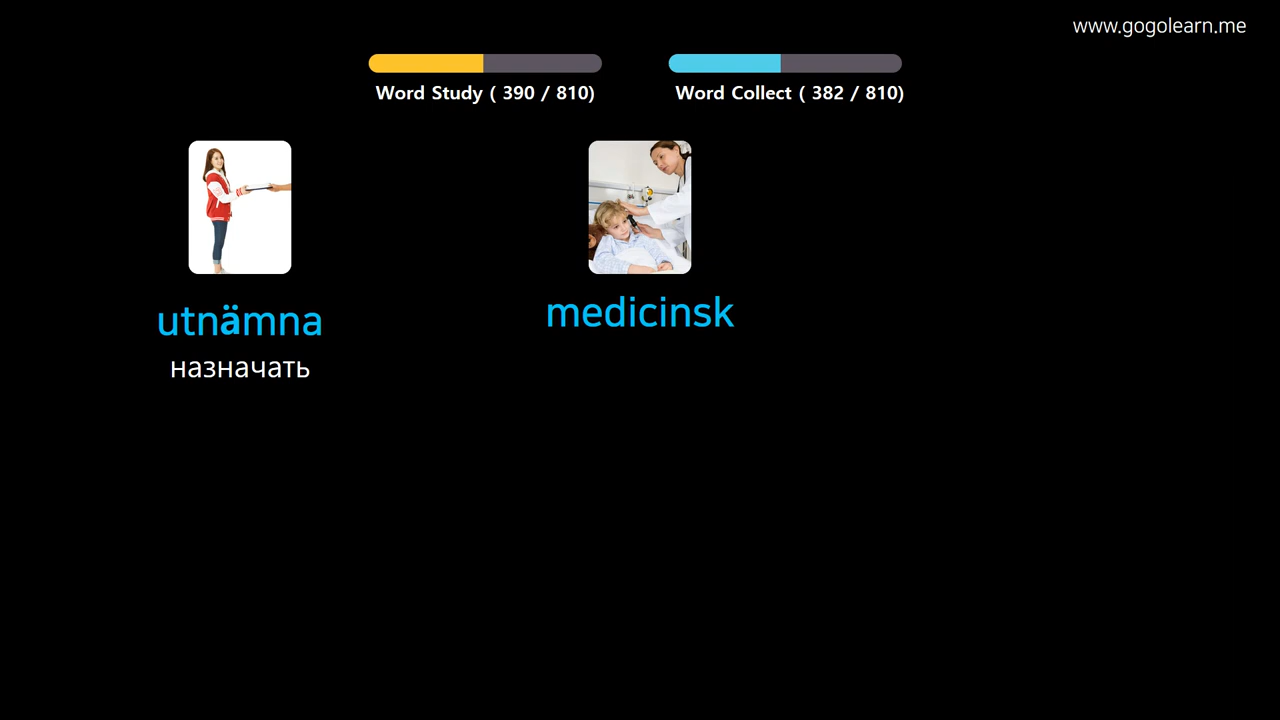 www.gogolearn.me
Word Study ( 390 / 810)
Word Collect ( 382 / 810)
utnämna
medicinsk
назначать